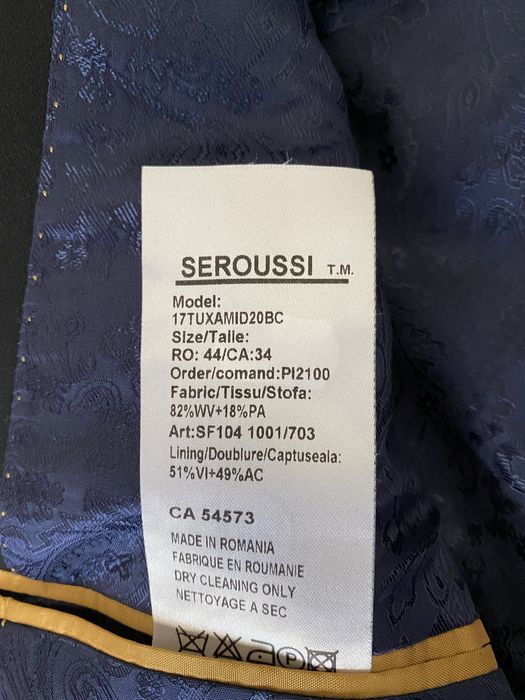 SEROUSSI T.M.
Model:
17TUXAMID20BC
Size/Taile:
RO: 44/CA:34
Order/comand:PI2100
Fabric/Tissu/Stofa:
82%WV+18%PA
Art:SF104 1001/703
Lining/Doublure/Captuseala:
51%VI+49%AC
CA 54573
MADE IN ROMANIA
FABRIQUE EN ROUMANIE
DRY CLEANING ONLY
NETTOYAGE A SEC
P